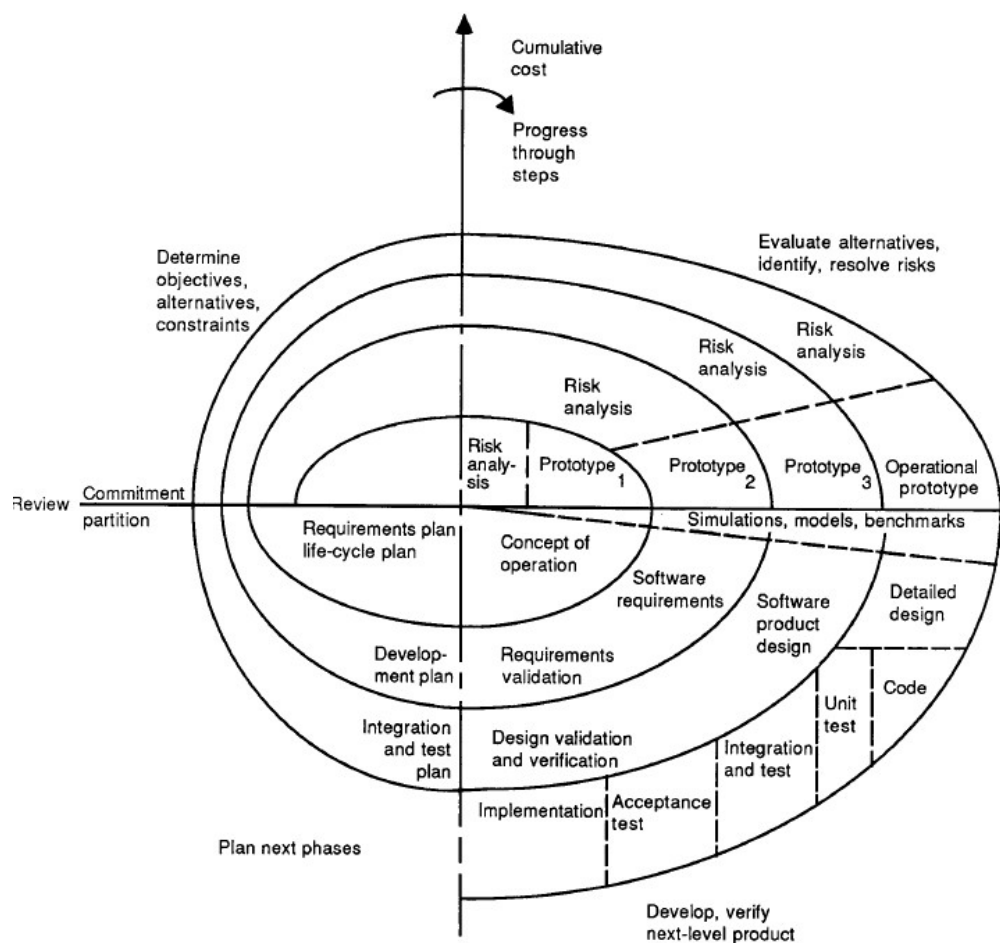 Cumulative
cost
Progress
through
steps
Determine
objectives,
alternatives,
constraints
Evaluate alternatives,
identify, resolve risks
Risk
analysis
Risk
analysis
Risk
analysis
Risk
analy-
sis
Prototype 1
Prototype 2
Prototype 3
Operational
prototype
Review
Commitment
partition
Simulations, models, benchmarks
Requirements plan
life-cycle plan
Concept of
operation
Software
requirements
Software
product
design
Detailed
design
Develop-
ment plan
Requirements
validation
Code
Unit
test
Integration
and test
plan
Design validation
and verification
Integration
and test
Implementation
Acceptance
test
Plan next phases
Develop, verify
next-level product